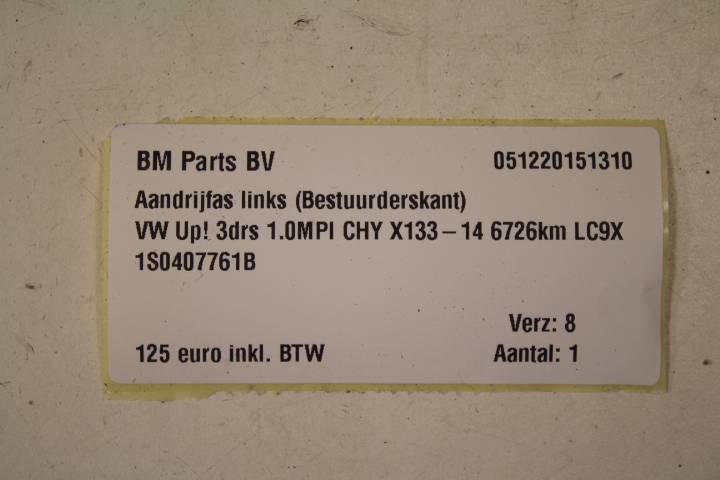 BM Parts BV 051220151310
Aandrijfas links (Bestuurderskant)
VW Up! 3drs 1.0MPI CHY X133-14 6726km LC9X
1S0407761B
Verz: 8
125 euro inkl. BTW Aantal: 1